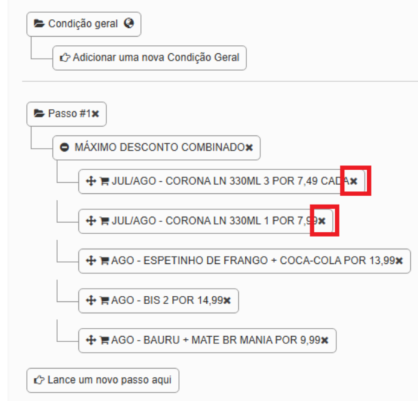 Condição geral
Adicionar uma nova Condição Geral
Passo #1
MÁXIMO DESCONTO COMBINADO
JUL/AGO - CORONA LN 330ML 3 POR 7,49 CADA
JUL/AGO - CORONA LN 330ML 1 POR 7,99
AGO - ESPETINHO DE FRANGO + COCA-COLA POR 13,99
AGO - BIS 2 POR 14,99
AGO - BAURU + MATE BR MANIA POR 9,99
Lance um novo passo aqui